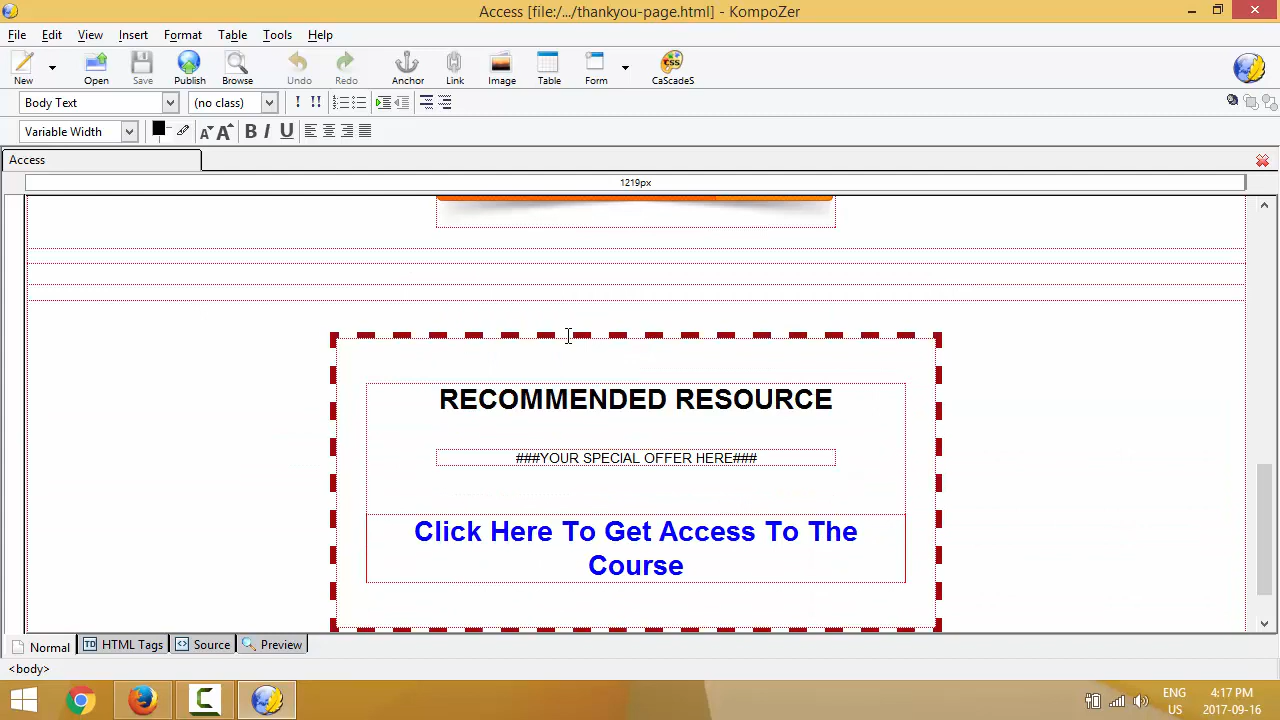 Access [file:/.../thankyou-page.html] - KompoZer
File Edit View Insert Format Table Tools Help
New Open Save Publish Browse Undo Redo Anchor Link Image Table Form CaScadeS
Body Text (no class) ! !!
Variable Width A A B I U
Access
1219px
RECOMMENDED RESOURCE
###YOUR SPECIAL OFFER HERE###
Click Here To Get Access To The
Course
Normal TD HTML Tags <> Source Preview
<body>
ENG 4:17 PM
US 2017-09-16